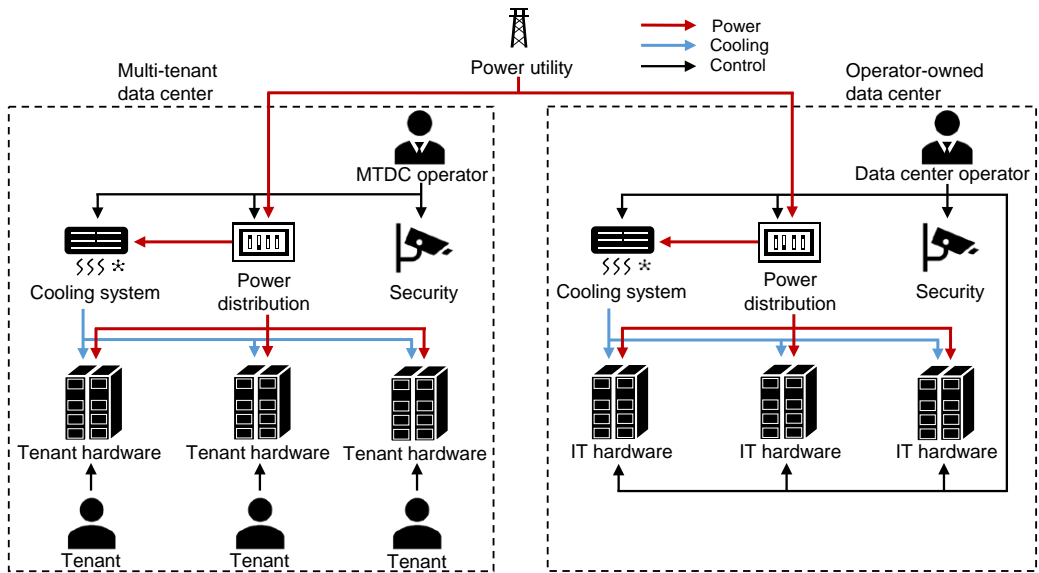 Power
Cooling
Control
Power utility
Multi-tenant
data center
Operator-owned
data center
MTDC operator
Data center operator
Cooling system
Power
distribution
Security
Cooling system
Power
distribution
Security
Tenant hardware
Tenant hardware
Tenant hardware
IT hardware
IT hardware
IT hardware
Tenant
Tenant
Tenant